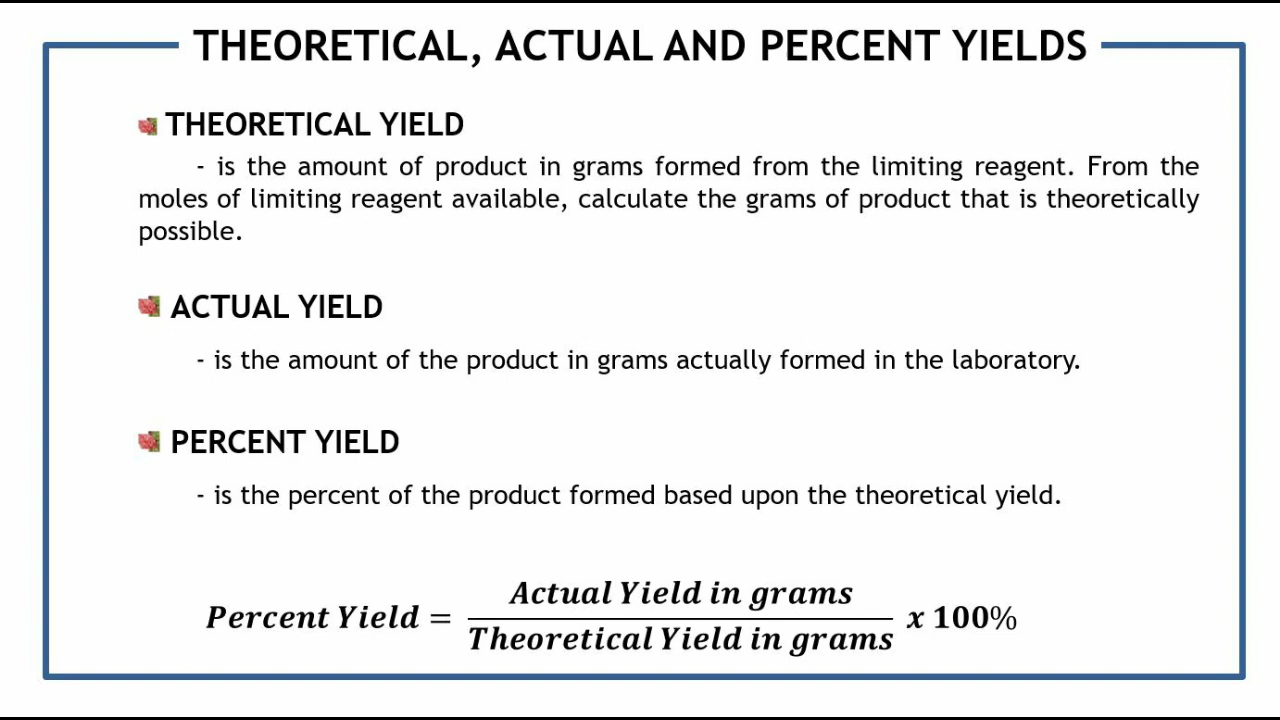 THEORETICAL, ACTUAL AND PERCENT YIELDS
THEORETICAL YIELD
- is the amount of product in grams formed from the limiting reagent. From the
moles of limiting reagent available, calculate the grams of product that is theoretically
possible.
ACTUAL YIELD
- is the amount of the product in grams actually formed in the laboratory.
PERCENT YIELD
- is the percent of the product formed based upon the theoretical yield.
Actual Yield in grams
Percent Yield = x 100%
Theoretical Yield in grams